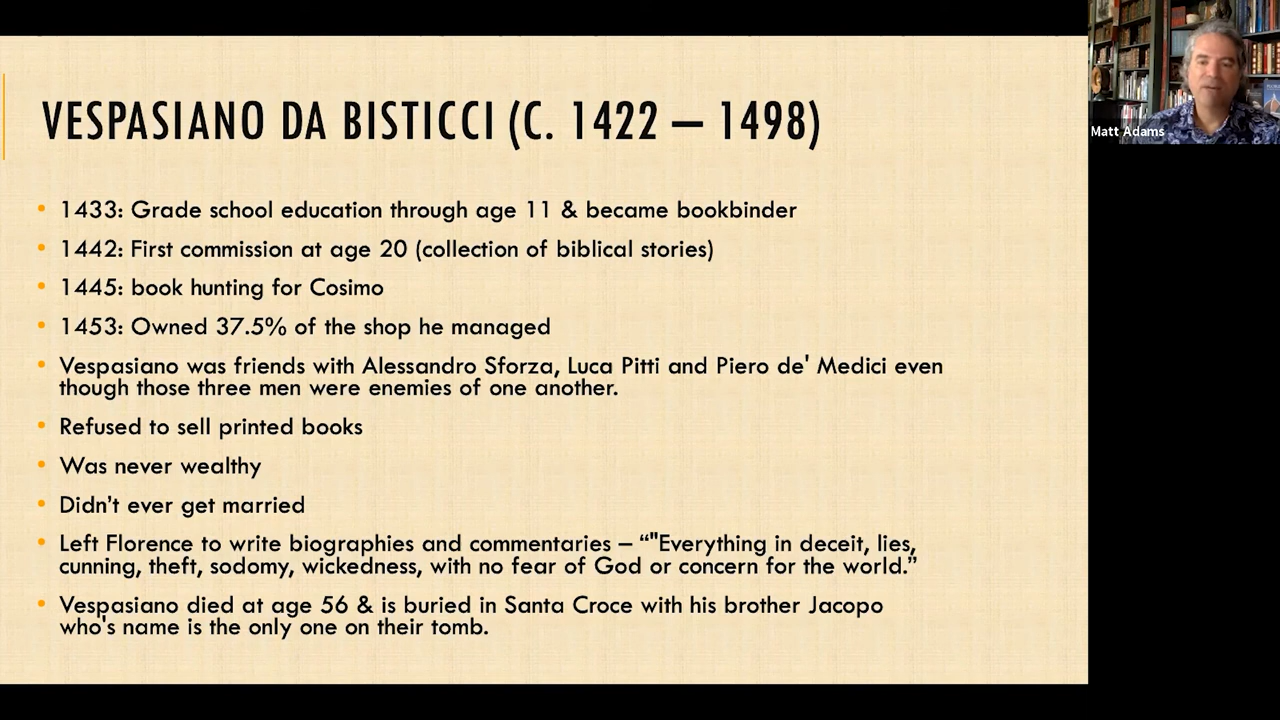 VESPASIANO DA BISTICCI (C. 1422 – 1498)
Matt Adams
• 1433: Grade school education through age 11 & became bookbinder
• 1442: First commission at age 20 (collection of biblical stories)
• 1445: book hunting for Cosimo
• 1453: Owned 37.5% of the shop he managed
• Vespasiano was friends with Alessandro Sforza, Luca Pitti and Piero de' Medici even
though those three men were enemies of one another.
• Refused to sell printed books
• Was never wealthy
• Didn’t ever get married
• Left Florence to write biographies and commentaries – “"Everything in deceit, lies,
cunning, theft, sodomy, wickedness, with no fear of God or concern for the world.”
• Vespasiano died at age 56 & is buried in Santa Croce with his brother Jacopo
who's name is the only one on their tomb.